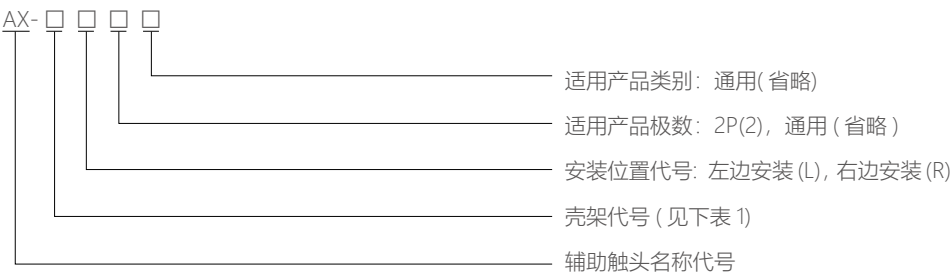 AX-□ □ □ □
适用产品类别：通用(省略)
适用产品极数：2P(2)，通用(省略)
安装位置代号：左边安装(L)，右边安装(R)
壳架代号(见下表1)
辅助触头名称代号